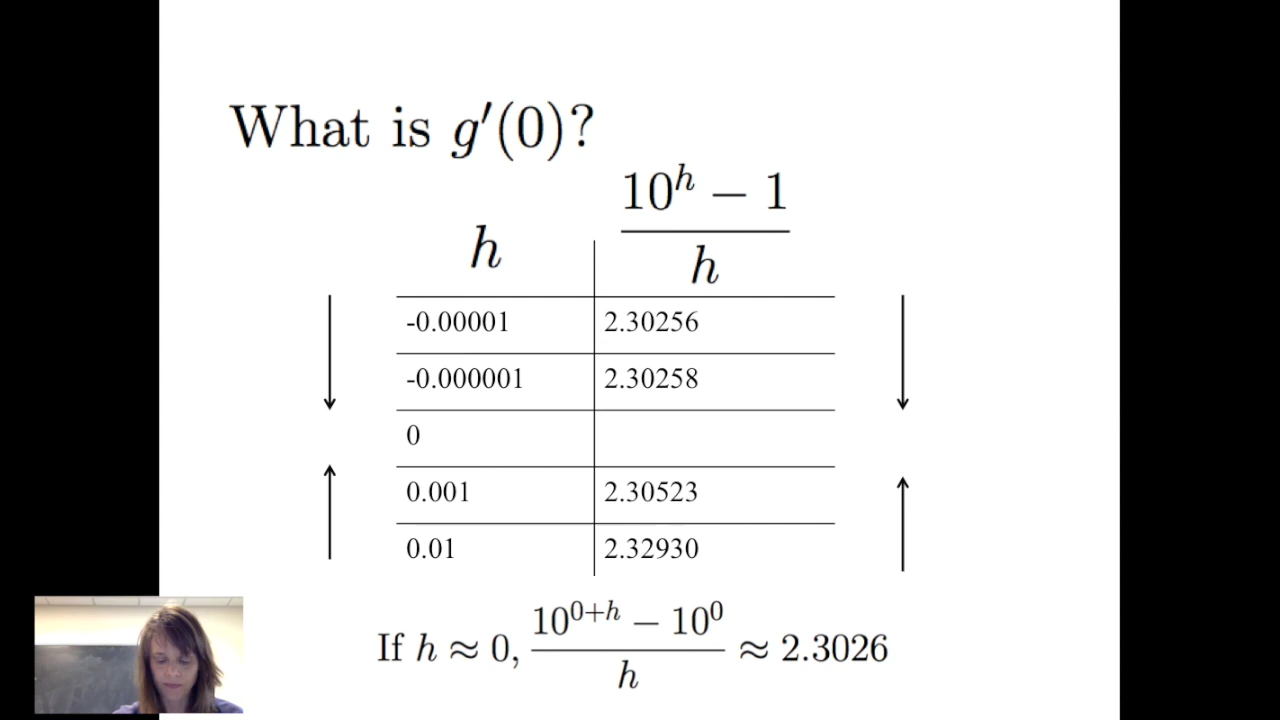 What is g′(0)?
h | (10^h − 1)/h
-0.00001 | 2.30256
-0.000001 | 2.30258
0
0.001 | 2.30523
0.01 | 2.32930
If h ≈ 0, (10^{0+h} − 10^0)/h ≈ 2.3026